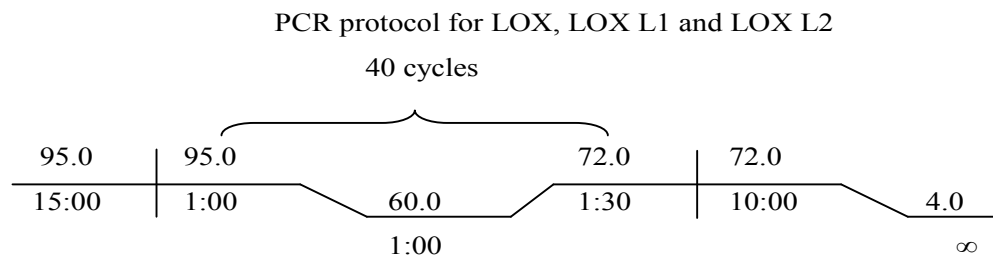 PCR protocol for LOX, LOX L1 and LOX L2
40 cycles
95.0 95.0 72.0 72.0
15:00 1:00 60.0 1:30 10:00 4.0
1:00 ∞